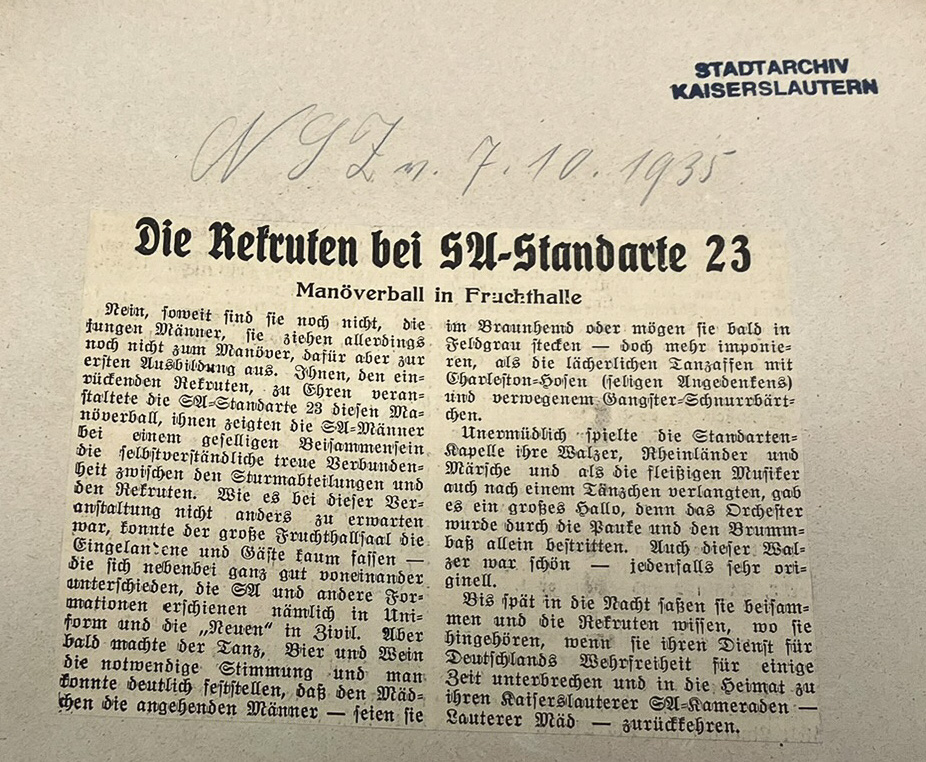 STADTARCHIV
KAISERSLAUTERN
N S Z v. 7. 10. 1935
Die Rekruten bei SA-Standarte 23
Manöverball in Fruchthalle
Nein, soweit sind sie noch nicht, die
jungen Männer, sie ziehen allerdings
noch nicht zum Manöver, dafür aber zur
ersten Ausbildung aus. Ihnen, den ein-
rückenden Rekruten, zu Ehren veran-
staltete die SA-Standarte 23 diesen Ma-
növerball, ihnen zeigten die SA-Männer
bei einem geselligen Beisammensein
die selbstverständliche treue Verbunden-
heit zwischen den Sturmabteilungen und
den Rekruten. Wie es bei dieser Ver-
anstaltung nicht anders zu erwarten
war, konnte der große Fruchthallsaal die
Eingeladene und Gäste kaum fassen —
die sich nebenbei ganz gut voneinander
unterschieden, die SA und andere For-
mationen erschienen nämlich in Uni-
form und die „Neuen“ in Zivil. Aber
bald machte der Tanz, Bier und Wein
die notwendige Stimmung und man
konnte deutlich feststellen, daß den Mäd-
chen die angehenden Männer — seien sie
im Braunhemd oder mögen sie bald in
Feldgrau stecken — doch mehr imponie-
ren, als die lächerlichen Tanzaffen mit
Charleston-Hosen (seligen Angedenkens)
und verwegenem Gangster-Schnurrbärt-
chen.
Unermüdlich spielte die Standarten-
Kapelle ihre Walzer, Rheinländer und
Märsche und als die fleißigen Musiker
auch nach einem Tänzchen verlangten, gab
es ein großes Hallo, denn das Orchester
wurde durch die Pauke und den Brumm-
baß allein bestritten. Auch dieser Wal-
zer war schön — jedenfalls sehr ori-
ginell.
Bis spät in die Nacht saßen sie beisam-
men und die Rekruten wissen, wo sie
hingehören, wenn sie ihren Dienst für
Deutschlands Wehrfreiheit für einige
Zeit unterbrechen und in die Heimat zu
ihren Kaiserslauterer SA-Kameraden —
Lauterer Mäd — zurückkehren.